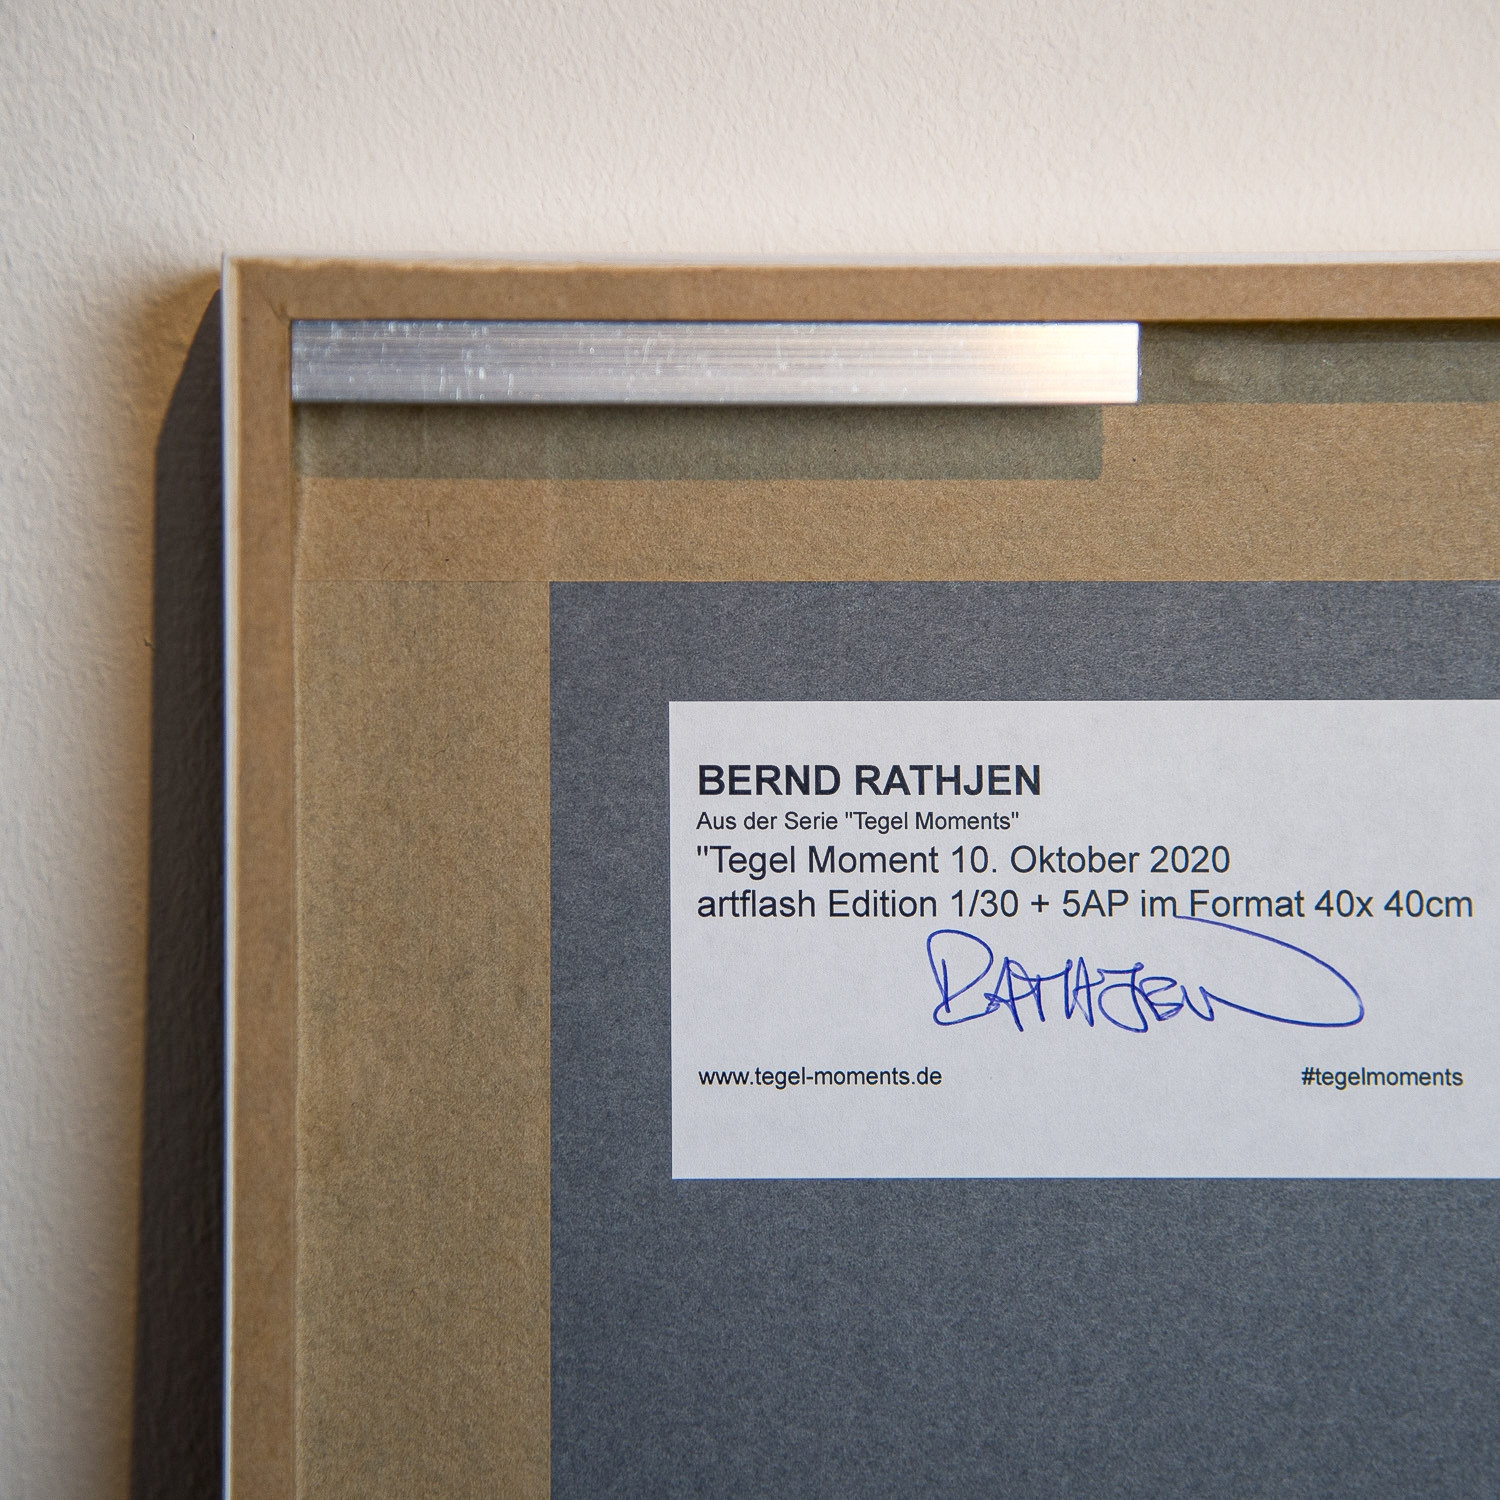 BERND RATHJEN
Aus der Serie "Tegel Moments"
"Tegel Moment 10. Oktober 2020
artflash Edition 1/30 + 5AP im Format 40x 40cm
RATHJEN
www.tegel-moments.de #tegelmoments